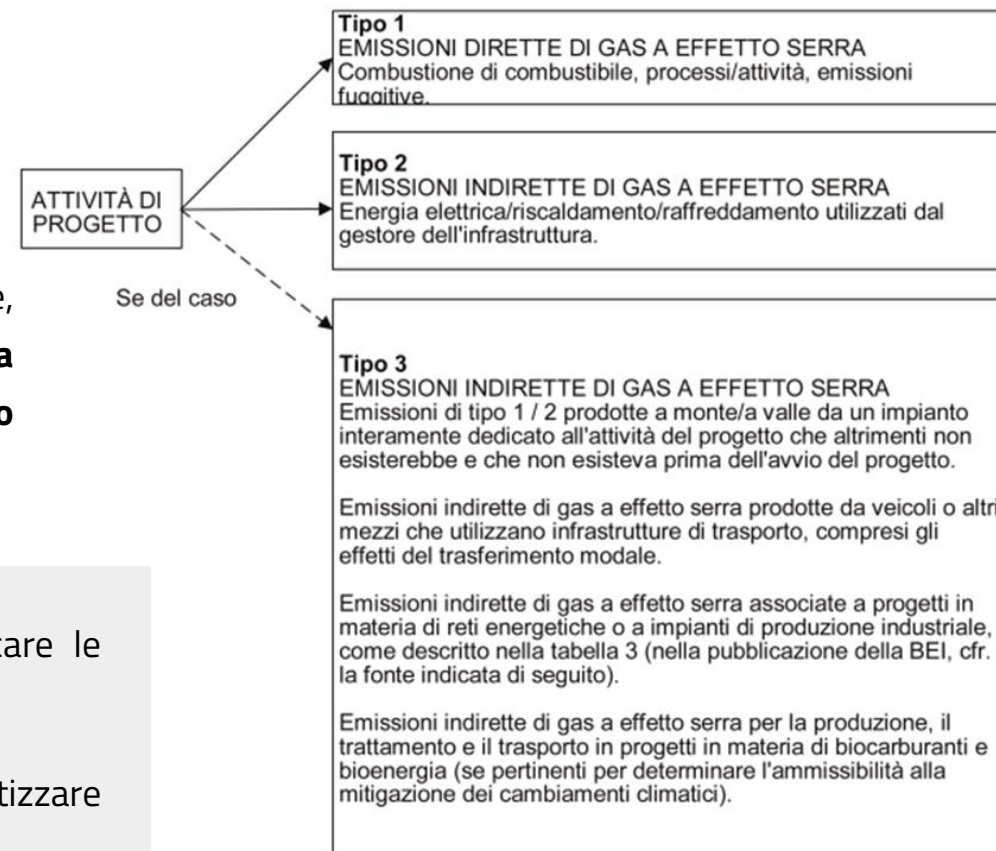 Tipo 1
EMISSIONI DIRETTE DI GAS A EFFETTO SERRA
Combustione di combustibile, processi/attività, emissioni
fuggitive.
ATTIVITÀ DI
PROGETTO
Tipo 2
EMISSIONI INDIRETTE DI GAS A EFFETTO SERRA
Energia elettrica/riscaldamento/raffreddamento utilizzati dal
gestore dell'infrastruttura.
Se del caso
Tipo 3
EMISSIONI INDIRETTE DI GAS A EFFETTO SERRA
Emissioni di tipo 1 / 2 prodotte a monte/a valle da un impianto
interamente dedicato all'attività del progetto che altrimenti non
esisterebbe e che non esisteva prima dell'avvio del progetto.
Emissioni indirette di gas a effetto serra prodotte da veicoli o altri
mezzi che utilizzano infrastrutture di trasporto, compresi gli
effetti del trasferimento modale.
Emissioni indirette di gas a effetto serra associate a progetti in
materia di reti energetiche o a impianti di produzione industriale,
come descritto nella tabella 3 (nella pubblicazione della BEI, cfr.
la fonte indicata di seguito).
Emissioni indirette di gas a effetto serra per la produzione, il
trattamento e il trasporto in progetti in materia di biocarburanti e
bioenergia (se pertinenti per determinare l'ammissibilità alla
mitigazione dei cambiamenti climatici).
e,
a
o
are le
tizzare